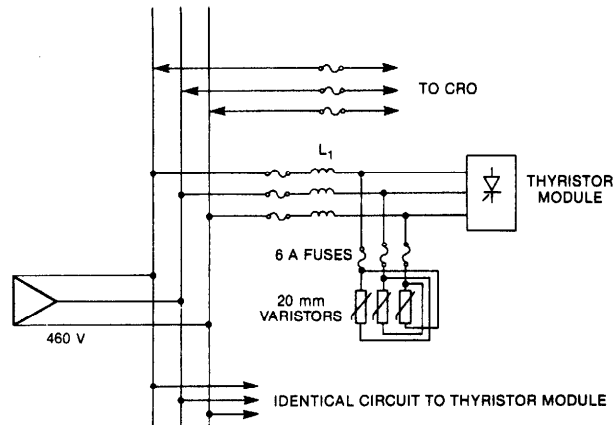 TO CRO
L1
THYRISTOR
MODULE
6 A FUSES
20 mm
VARISTORS
460 V
IDENTICAL CIRCUIT TO THYRISTOR MODULE